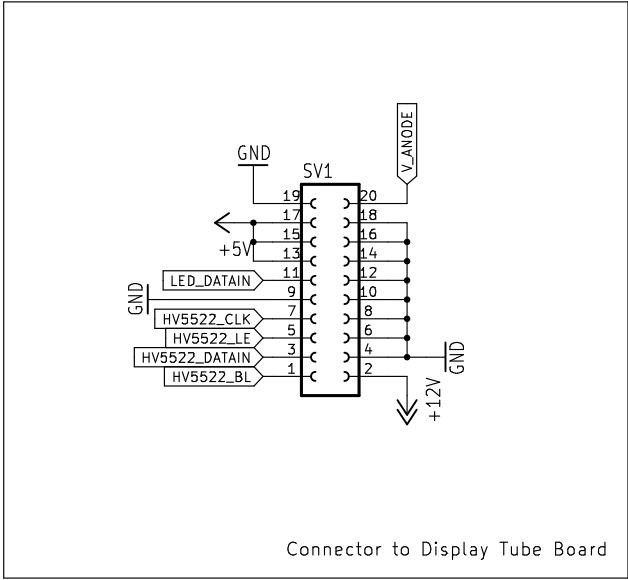 V_ANODE
GND
SV1
19 20
17 18
15 16
+5V
13 14
LED_DATAIN 11 12
GND 9 10
HV5522_CLK 7 8
HV5522_LE 5 6
HV5522_DATAIN 3 4 GND
HV5522_BL 1 2
+12V
Connector to Display Tube Board